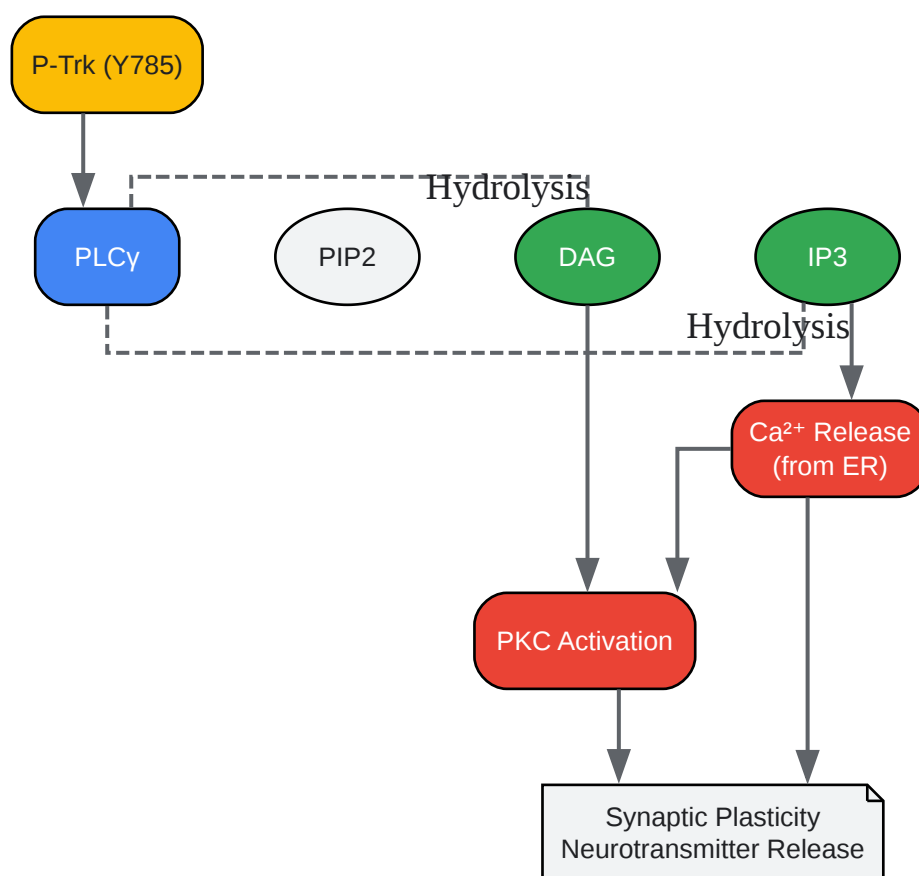 P-Trk (Y785)
Hydrolysis
PLCγ
PIP2
DAG
IP3
Hydrolysis
Ca²⁺ Release
(from ER)
PKC Activation
Synaptic Plasticity
Neurotransmitter Release